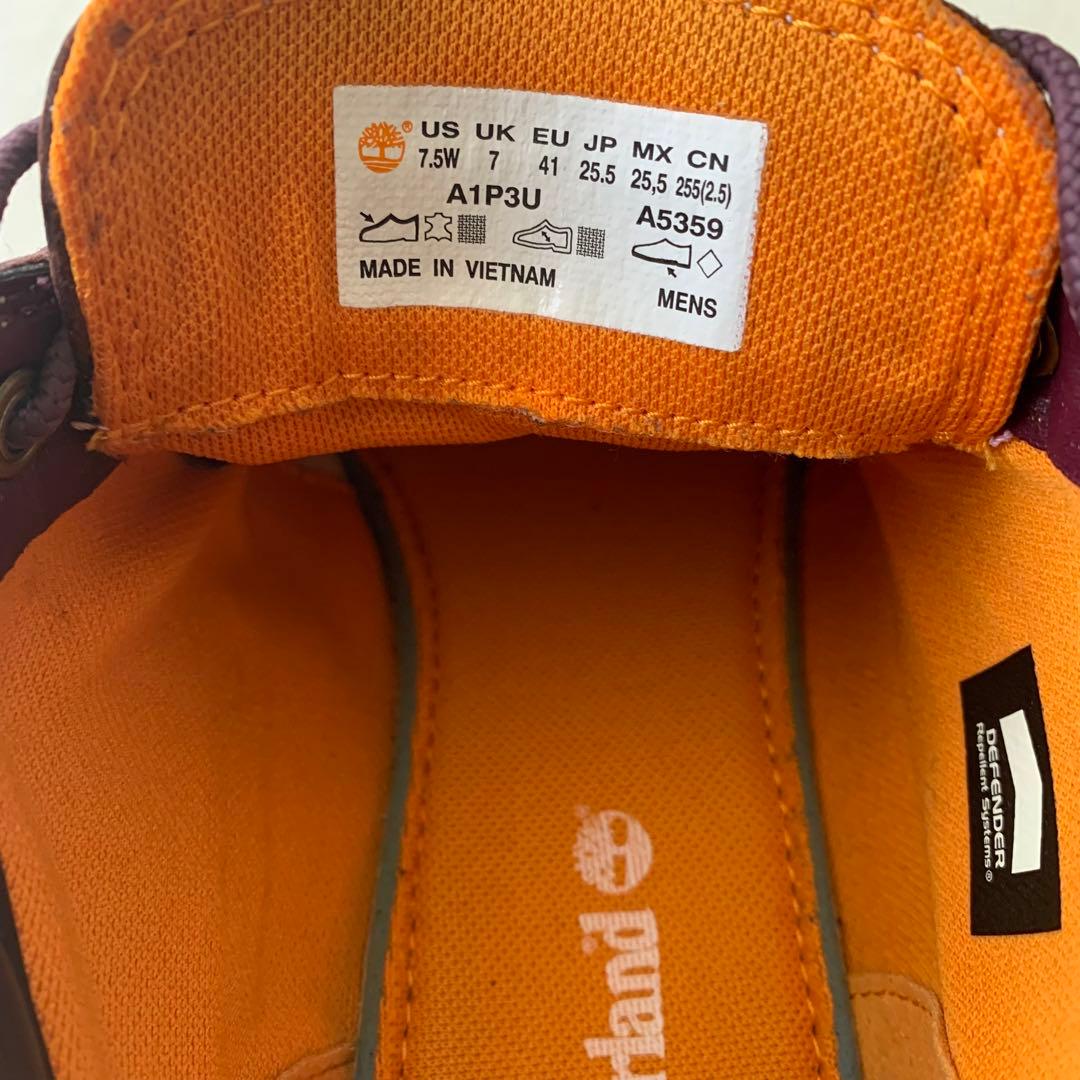 US UK EU JP MX CN
7.5W 7 41 25.5 25,5 255(2.5)
A1P3U A5359
MADE IN VIETNAM
MENS
DEFENDER
Repellent Systems®
rland